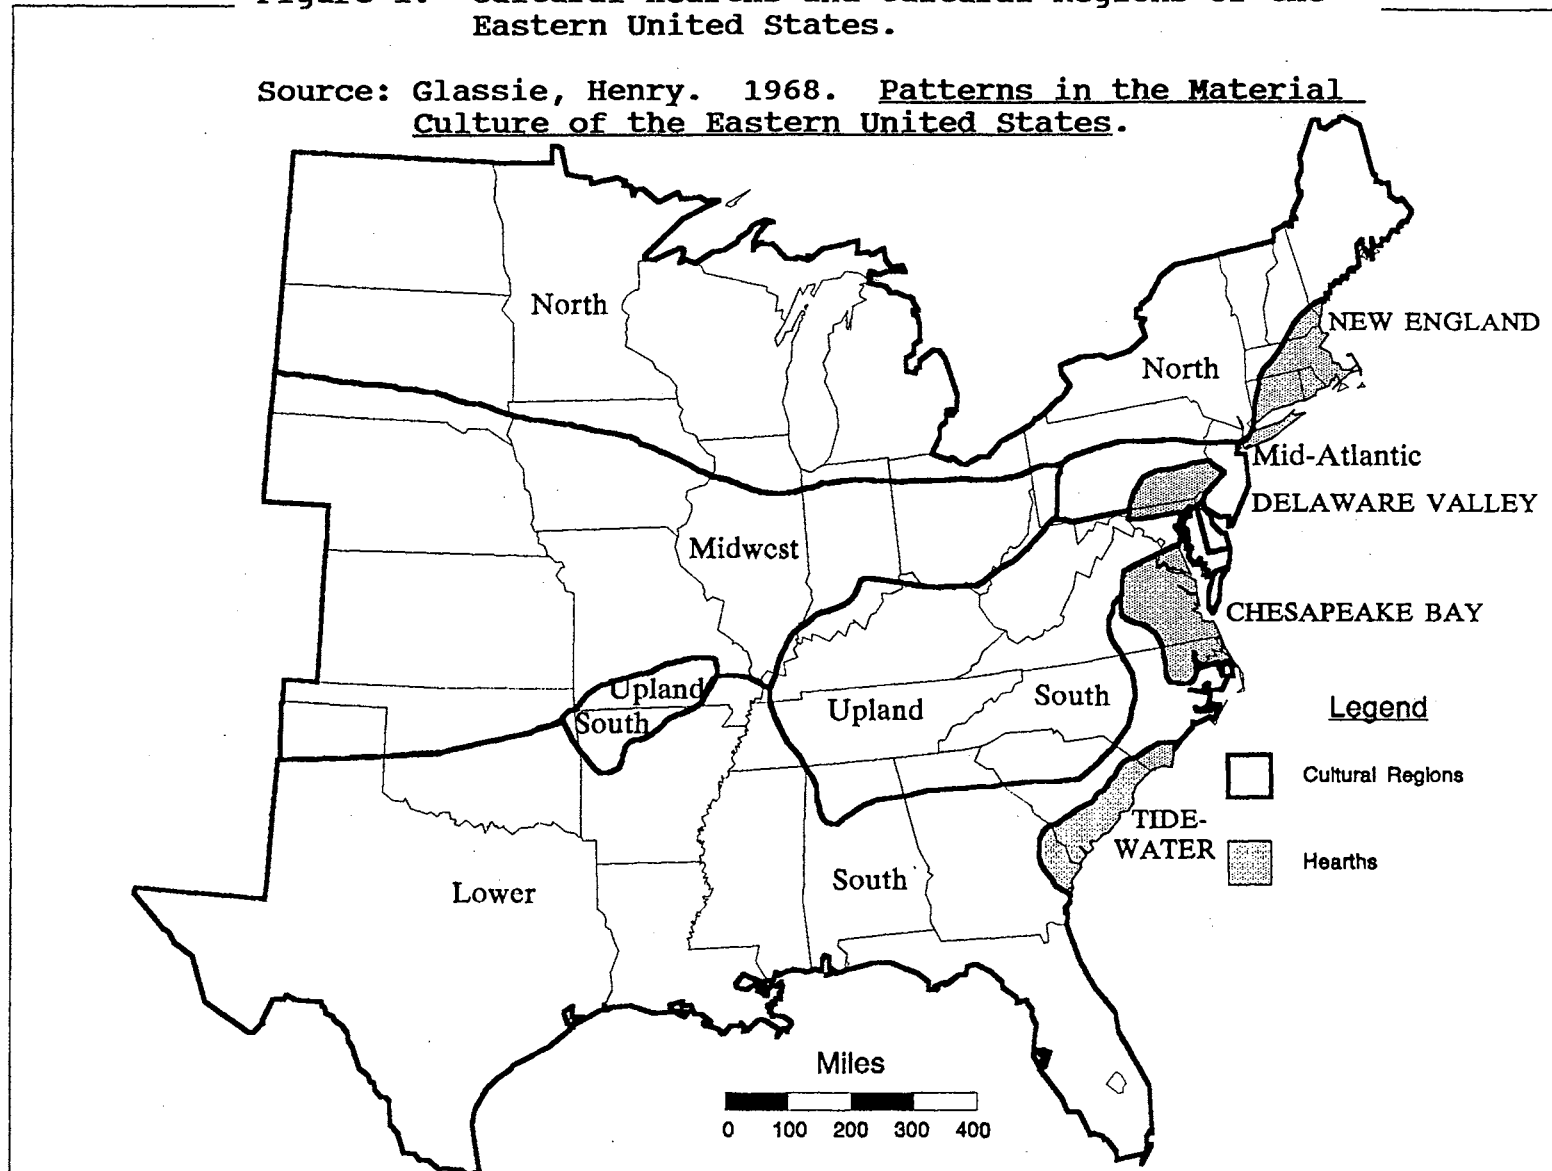 Eastern United States.
Source: Glassie, Henry. 1968. Patterns in the Material
Culture of the Eastern United States.
North
NEW ENGLAND
North
Mid-Atlantic
DELAWARE VALLEY
Midwest
CHESAPEAKE BAY
Upland
South
Upland
South
Legend
Cultural Regions
TIDE-
WATER
Hearths
Lower
South
Miles
0 100 200 300 400